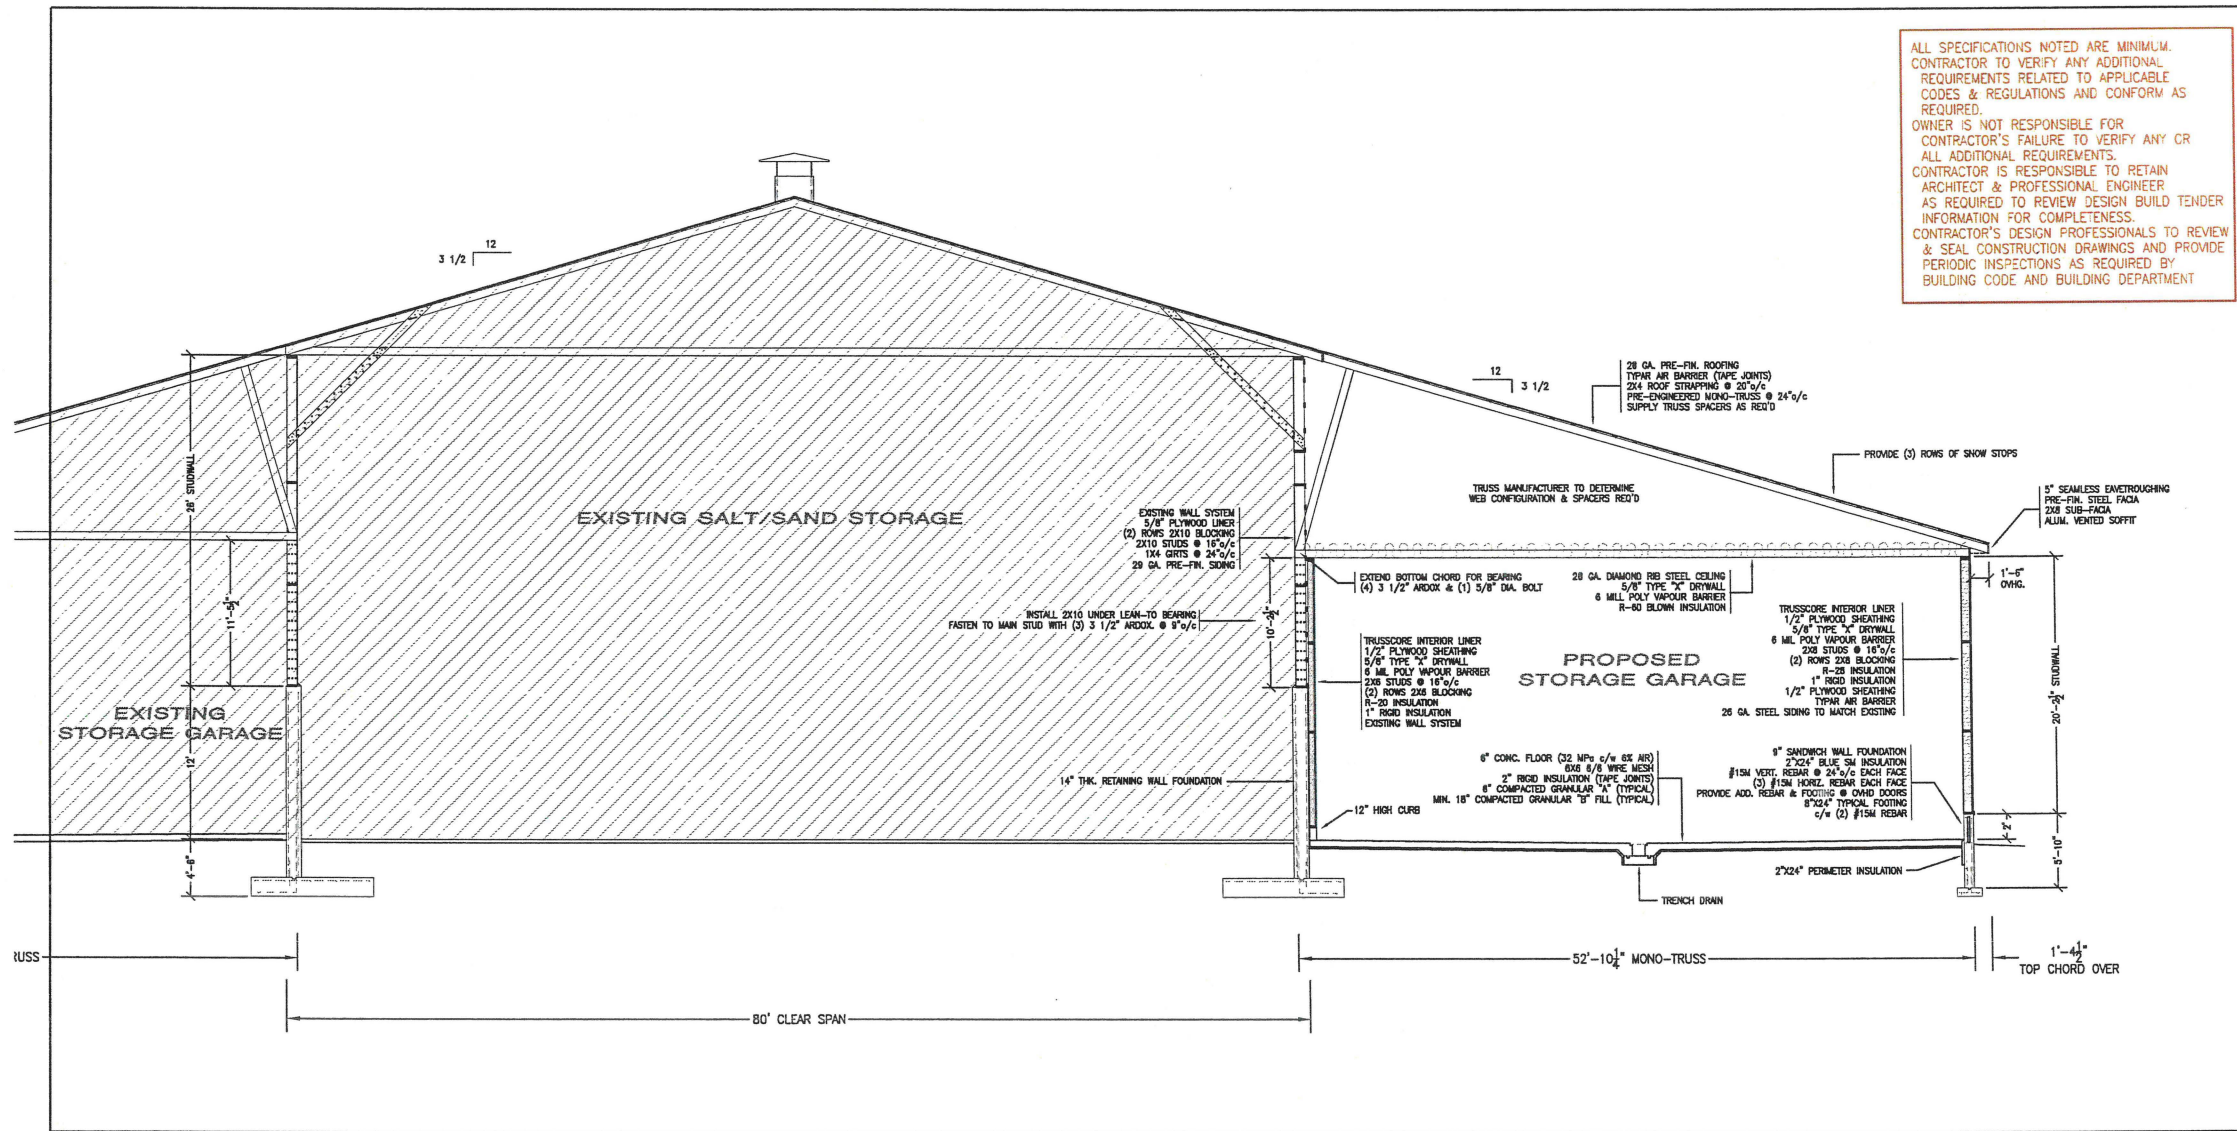 ALL SPECIFICATIONS NOTED ARE MINIMUM.
CONTRACTOR TO VERIFY ANY ADDITIONAL
REQUIREMENTS RELATED TO APPLICABLE
CODES & REGULATIONS AND CONFORM AS
REQUIRED.
OWNER IS NOT RESPONSIBLE FOR
CONTRACTOR'S FAILURE TO VERIFY ANY OR
ALL ADDITIONAL REQUIREMENTS.
CONTRACTOR IS RESPONSIBLE TO RETAIN
ARCHITECT & PROFESSIONAL ENGINEER
AS REQUIRED TO REVIEW DESIGN BUILD TENDER
INFORMATION FOR COMPLETENESS.
CONTRACTOR'S DESIGN PROFESSIONALS TO REVIEW
& SEAL CONSTRUCTION DRAWINGS AND PROVIDE
PERIODIC INSPECTIONS AS REQUIRED BY
BUILDING CODE AND BUILDING DEPARTMENT
12
3 1/2
12
3 1/2
28 GA. PRE-FIN. ROOFING
TYPAR AIR BARRIER (TAPE JOINTS)
2X4 ROOF STRAPPING @ 20"o/c
PRE-ENGINEERED MONO-TRUSS @ 24"o/c
SUPPLY TRUSS SPACERS AS REQ'D
PROVIDE (3) ROWS OF SNOW STOPS
5" SEAMLESS EAVETROUGHING
PRE-FIN. STEEL FACIA
2X8 SUB-FACIA
ALUM. VENTED SOFFIT
TRUSS MANUFACTURER TO DETERMINE
WEB CONFIGURATION & SPACERS REQ'D
26' STUDWALL
EXISTING SALT/SAND STORAGE
EXISTING WALL SYSTEM
5/8" PLYWOOD LINER
(2) ROWS 2X10 BLOCKING
2X10 STUDS @ 16"o/c
1X4 GIRTS @ 24"o/c
29 GA. PRE-FIN. SIDING
EXTEND BOTTOM CHORD FOR BEARING
(4) 3 1/2" ARDOX & (1) 5/8" DIA. BOLT
28 GA. DIAMOND RIB STEEL CEILING
5/8" TYPE "X" DRYWALL
6 MILL POLY VAPOUR BARRIER
R-60 BLOWN INSULATION
1'-6"
OVHG.
11'-5½"
10'-2½"
INSTALL 2X10 UNDER LEAN-TO BEARING
FASTEN TO MAIN STUD WITH (3) 3 1/2" ARDOX. @ 9"o/c
TRUSSCORE INTERIOR LINER
1/2" PLYWOOD SHEATHING
5/8" TYPE "X" DRYWALL
6 MIL POLY VAPOUR BARRIER
2X6 STUDS @ 16"o/c
(2) ROWS 2X6 BLOCKING
R-20 INSULATION
1" RIGID INSULATION
EXISTING WALL SYSTEM
PROPOSED
STORAGE GARAGE
TRUSSCORE INTERIOR LINER
1/2" PLYWOOD SHEATHING
5/8" TYPE "X" DRYWALL
6 MIL POLY VAPOUR BARRIER
2X8 STUDS @ 16"o/c
(2) ROWS 2X8 BLOCKING
R-28 INSULATION
1" RIGID INSULATION
1/2" PLYWOOD SHEATHING
TYPAR AIR BARRIER
26 GA. STEEL SIDING TO MATCH EXISTING
20'-2½" STUDWALL
EXISTING
STORAGE GARAGE
12'
14" THK. RETAINING WALL FOUNDATION
12" HIGH CURB
6" CONC. FLOOR (32 MPa c/w 6% AIR)
6X6 6/6 WIRE MESH
2" RIGID INSULATION (TAPE JOINTS)
6" COMPACTED GRANULAR "A" (TYPICAL)
MIN. 18" COMPACTED GRANULAR "B" FILL (TYPICAL)
9" SANDWICH WALL FOUNDATION
2"X24" BLUE SM INSULATION
#15M VERT. REBAR @ 24"o/c EACH FACE
(3) #15M HORIZ. REBAR EACH FACE
PROVIDE ADD. REBAR & FOOTING @ OVHD DOORS
8"X24" TYPICAL FOOTING
c/w (2) #15M REBAR
2'
5'-10"
4'-6"
2"X24" PERIMETER INSULATION
TRENCH DRAIN
RUSS
52'-10¼" MONO-TRUSS
1'-4½"
TOP CHORD OVER
80' CLEAR SPAN